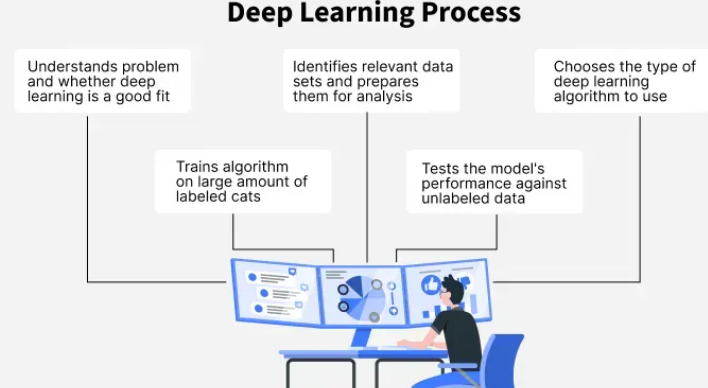 Deep Learning Process
Understands problem
and whether deep
learning is a good fit
Identifies relevant data
sets and prepares
them for analysis
Chooses the type of
deep learning
algorithm to use
Trains algorithm
on large amount of
labeled cats
Tests the model's
performance against
unlabeled data